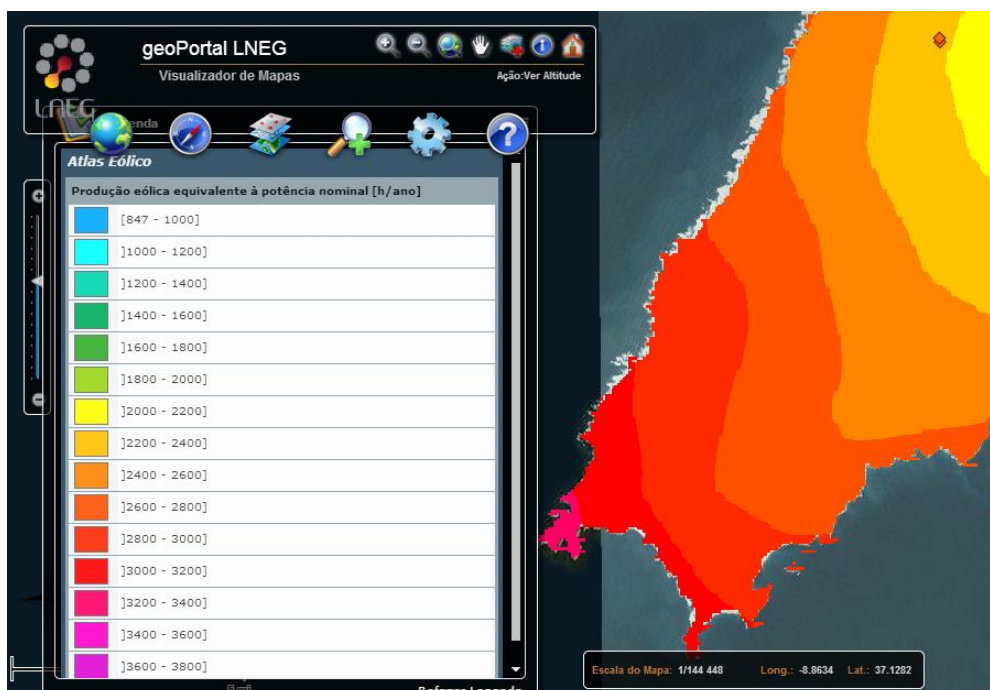 geoPortal LNEG
Visualizador de Mapas
Ação:Ver Altitude
LNEG
enda
Atlas Eólico
Produção eólica equivalente à potência nominal [h/ano]
[847 - 1000]
]1000 - 1200]
]1200 - 1400]
]1400 - 1600]
]1600 - 1800]
]1800 - 2000]
]2000 - 2200]
]2200 - 2400]
]2400 - 2600]
]2600 - 2800]
]2800 - 3000]
]3000 - 3200]
]3200 - 3400]
]3400 - 3600]
]3600 - 3800]
Escala do Mapa: 1/144 448 Long.: -8.8634 Lat.: 37.1282